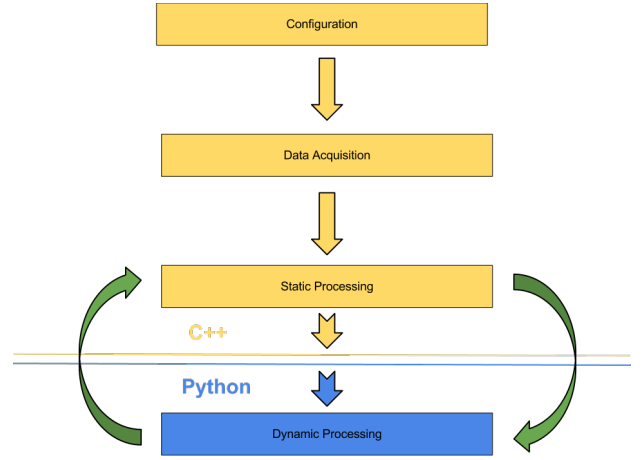 Configuration
Data Acquisition
Static Processing
C++
Python
Dynamic Processing